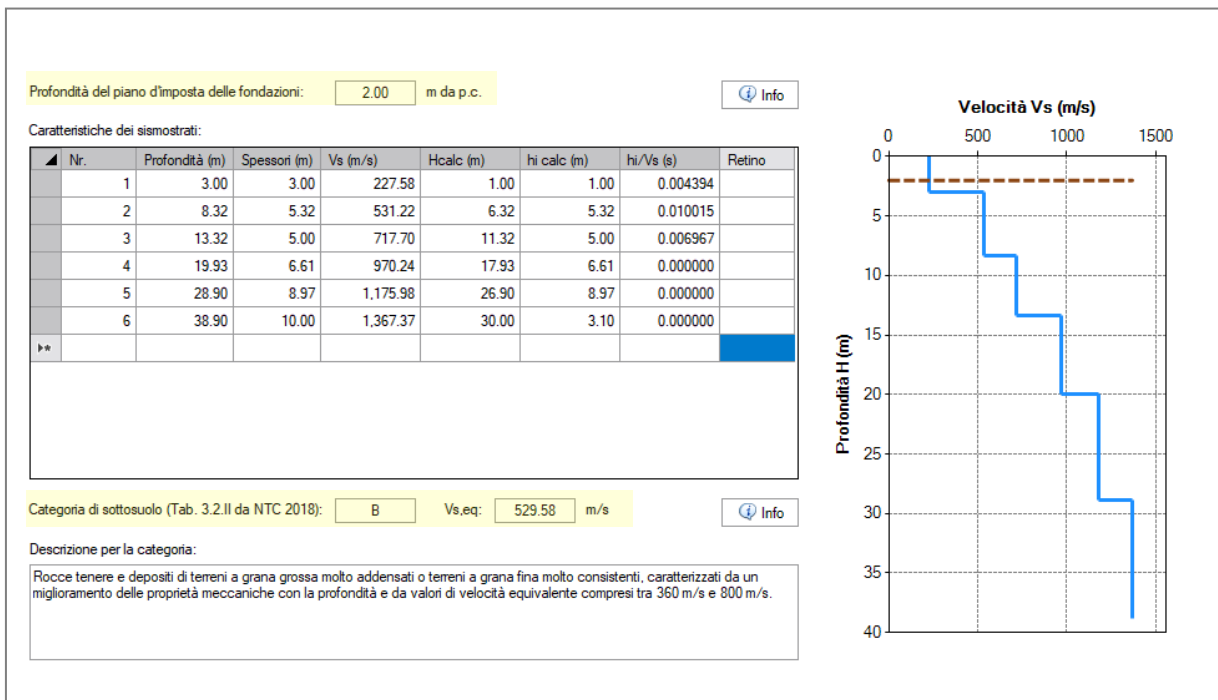 Profondità del piano d'imposta delle fondazioni: 2.00 m da p.c. Info
Caratteristiche dei sismostrati:
Nr. Profondità (m) Spessori (m) Vs (m/s) Hcalc (m) hi calc (m) hi/Vs (s) Retino
1 3.00 3.00 227.58 1.00 1.00 0.004394
2 8.32 5.32 531.22 6.32 5.32 0.010015
3 13.32 5.00 717.70 11.32 5.00 0.006967
4 19.93 6.61 970.24 17.93 6.61 0.000000
5 28.90 8.97 1,175.98 26.90 8.97 0.000000
6 38.90 10.00 1,367.37 30.00 3.10 0.000000
Categoria di sottosuolo (Tab. 3.2.II da NTC 2018): B Vs,eq: 529.58 m/s Info
Descrizione per la categoria:
Rocce tenere e depositi di terreni a grana grossa molto addensati o terreni a grana fina molto consistenti, caratterizzati da un
miglioramento delle proprietà meccaniche con la profondità e da valori di velocità equivalente compresi tra 360 m/s e 800 m/s.
Velocità Vs (m/s)
0 500 1000 1500
0
5
10
15
20
25
30
35
40
Profondità H (m)